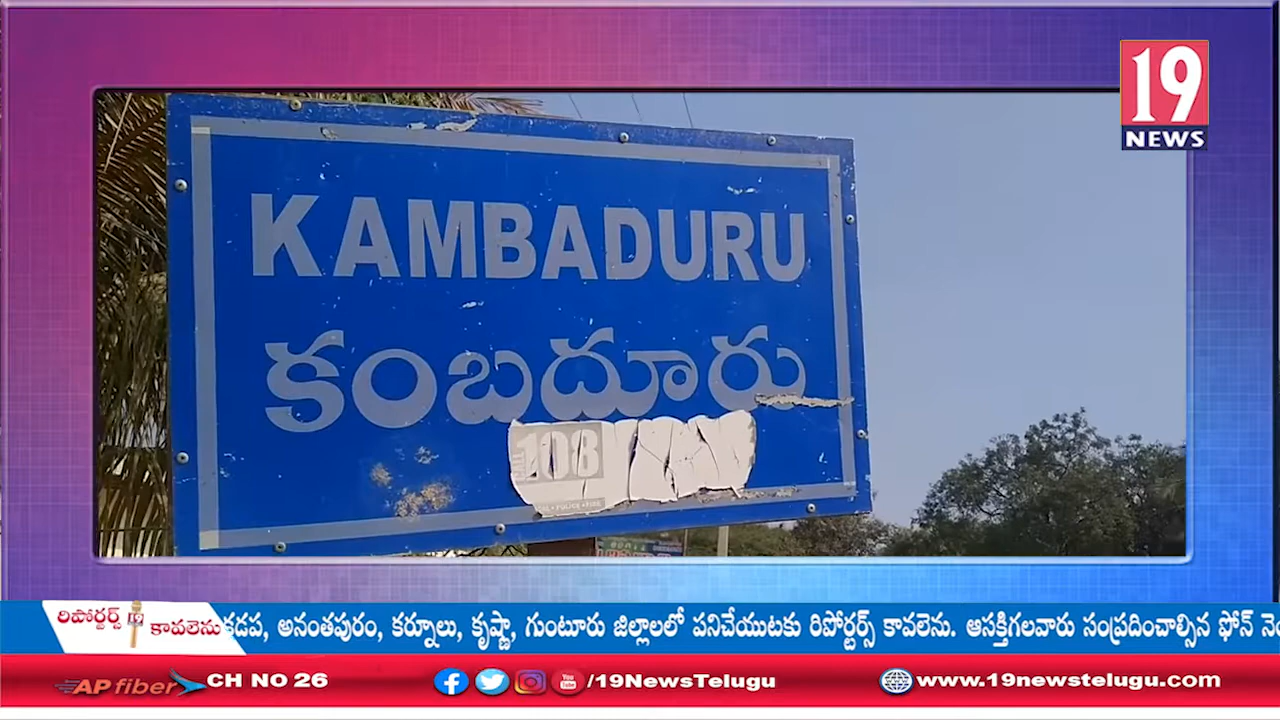 19
NEWS
KAMBADURU
కంబదూరు
108
రిపోర్టర్స్
కావలెను
కడప, అనంతపురం, కర్నూలు, కృష్ణా, గుంటూరు జిల్లాలలో పనిచేయుటకు రిపోర్టర్స్ కావలెను. ఆసక్తిగలవారు సంప్రదించాల్సిన ఫోన్
AP fiber CH NO 26 /19NewsTelugu www.19newstelugu.com